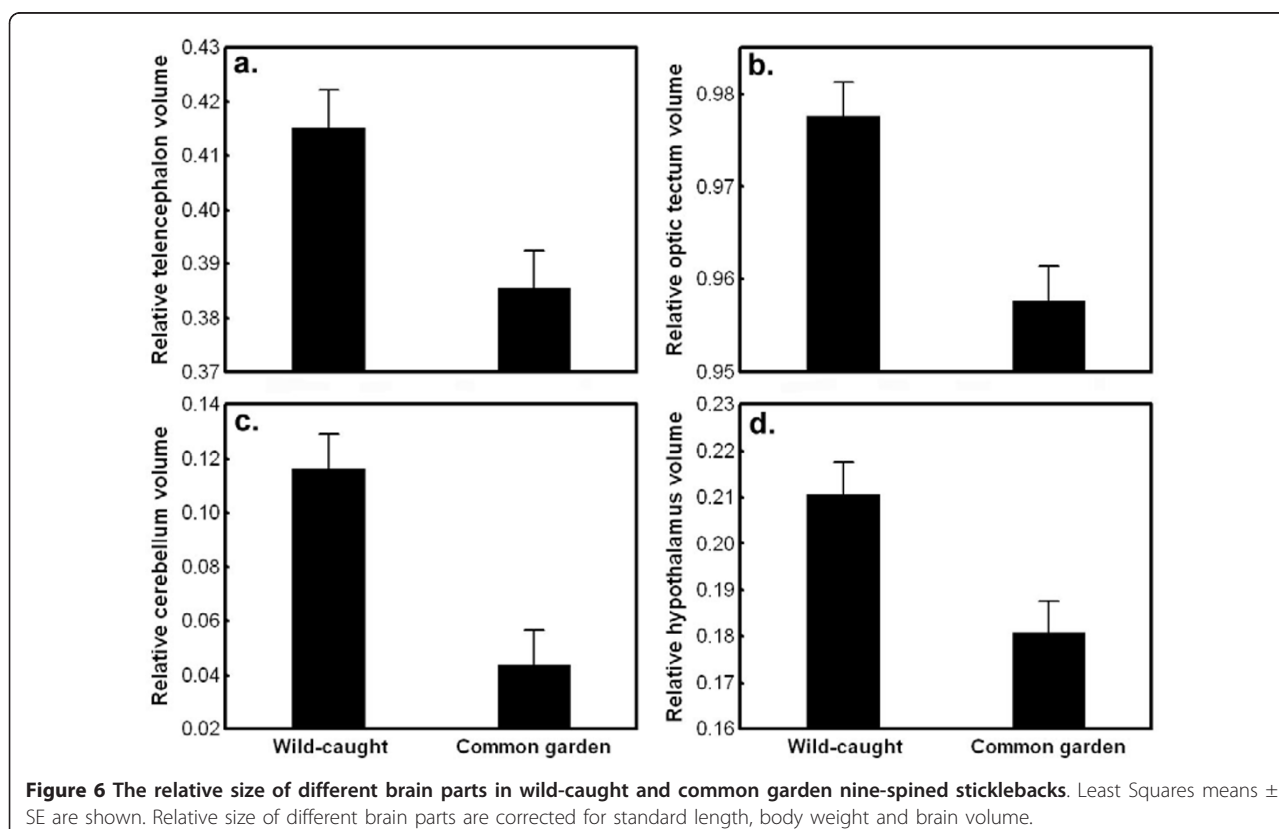 a.
Relative telencephalon volume
0.43
0.42
0.41
0.40
0.39
0.38
0.37
b.
Relative optic tectum volume
0.98
0.97
0.96
0.95
c.
Relative cerebellum volume
0.14
0.12
0.10
0.08
0.06
0.04
0.02
Wild-caught
Common garden
d.
Relative hypothalamus volume
0.23
0.22
0.21
0.20
0.19
0.18
0.17
0.16
Wild-caught
Common garden
Figure 6 The relative size of different brain parts in wild-caught and common garden nine-spined sticklebacks. Least Squares means ±
SE are shown. Relative size of different brain parts are corrected for standard length, body weight and brain volume.